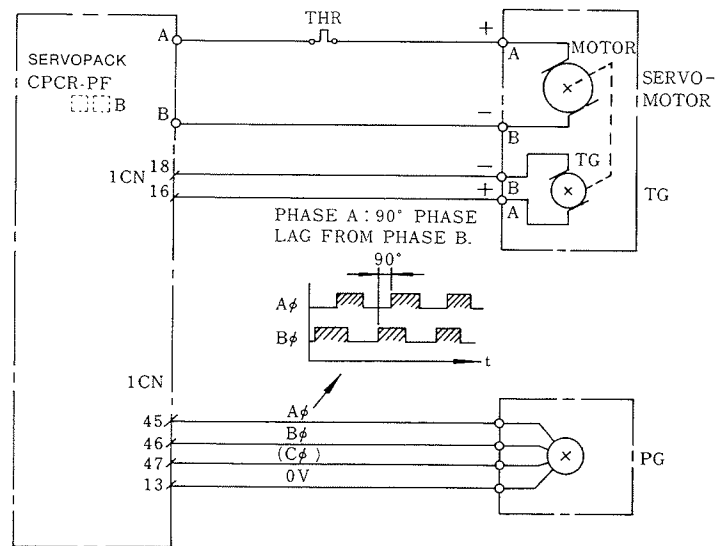 THR
A
+
A
MOTOR
SERVOPACK
CPCR-PF
B
SERVO-
MOTOR
B
−
B
1CN
18
−
B
TG
16
+
A
TG
PHASE A : 90° PHASE
LAG FROM PHASE B.
90°
Aϕ
Bϕ
t
1CN
45
Aϕ
46
Bϕ
47
(Cϕ)
13
0V
PG